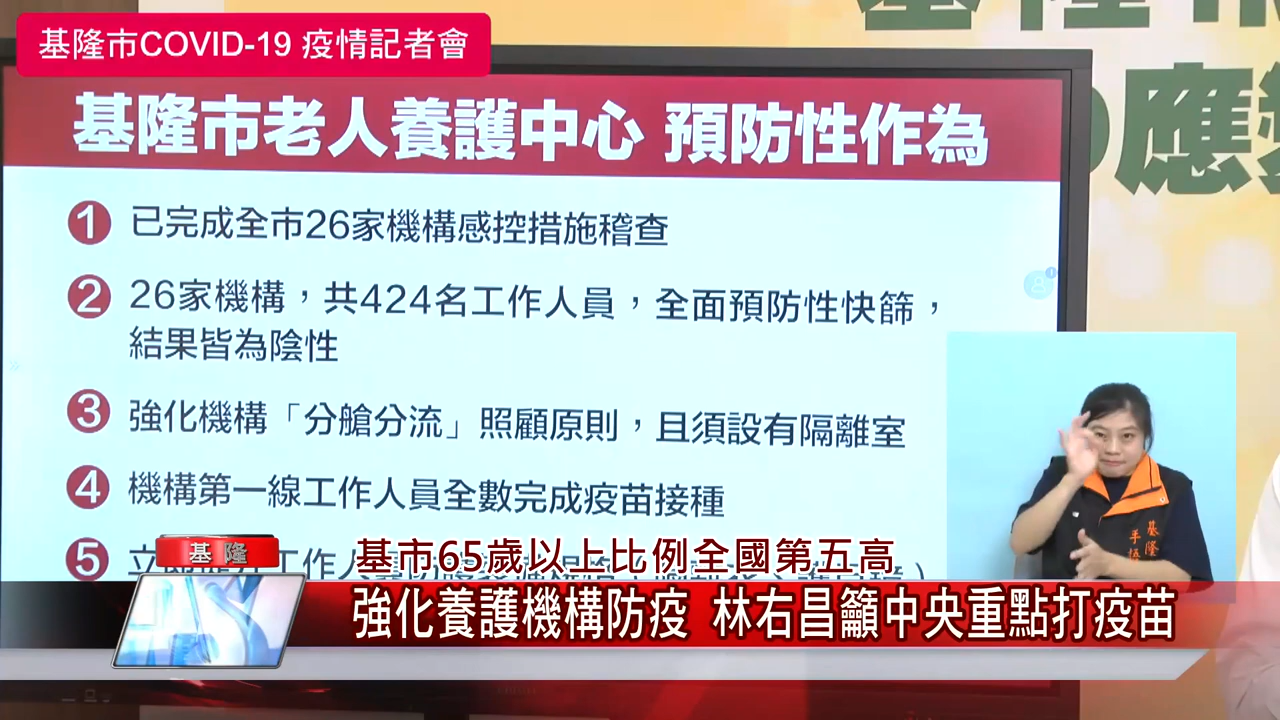 基隆市COVID-19 疫情記者會
基隆市老人養護中心 預防性作為
1 已完成全市26家機構感控措施稽查
2 26家機構,共424名工作人員,全面預防性快篩,
結果皆為陰性
3 強化機構「分艙分流」照顧原則,且須設有隔離室
4 機構第一線工作人員全數完成疫苗接種
5
基隆
基市65歲以上比例全國第五高
強化養護機構防疫 林右昌籲中央重點打疫苗
應
基隆
手語